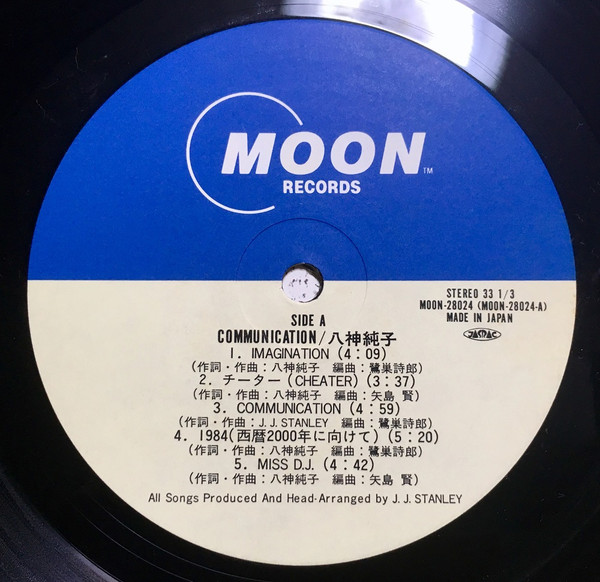 MOON
TM
RECORDS
STEREO 33 1/3
MOON-28024 (MOON-28024-A)
MADE IN JAPAN
JASRAC
SIDE A
COMMUNICATION/八神純子
1. IMAGINATION (4:09)
(作詞・作曲:八神純子 編曲:鷺巣詩郎)
2. チーター(CHEATER) (3:37)
(作詞・作曲:八神純子 編曲:矢島 賢)
3. COMMUNICATION (4:59)
(作詞・作曲:J.J.STANLEY 編曲:鷺巣詩郎)
4. 1984(西暦2000年に向けて) (5:20)
(作詞・作曲:八神純子 編曲:鷺巣詩郎)
5. MISS D.J. (4:42)
(作詞・作曲:八神純子 編曲:矢島 賢)
All Songs Produced And Head-Arranged by J. J. STANLEY